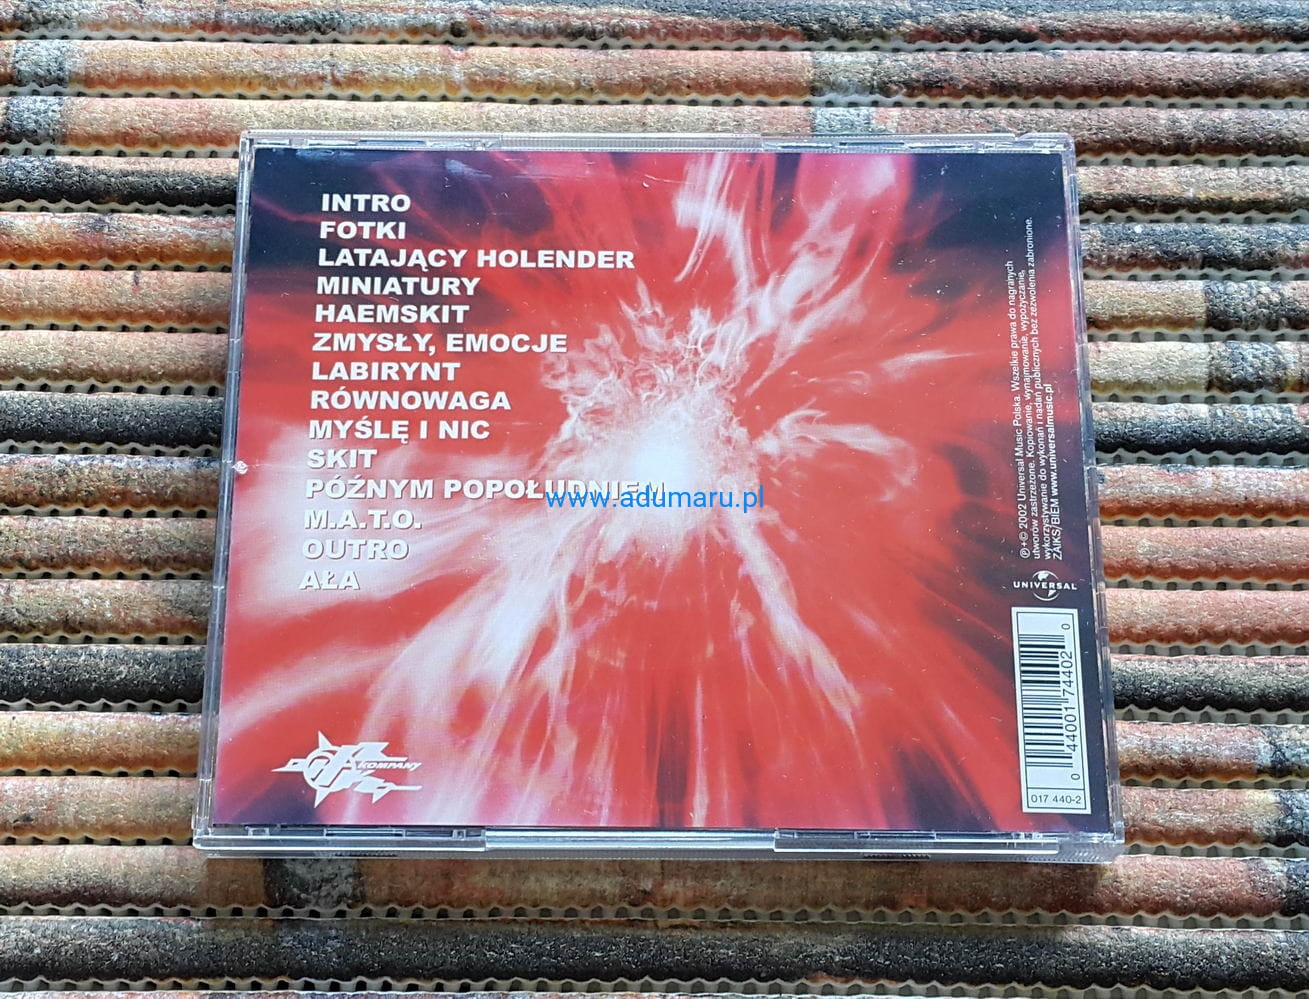 INTRO
FOTKI
LATAJĄCY HOLENDER
MINIATURY
HAEMSKIT
ZMYSŁY, EMOCJE
LABIRYNT
RÓWNOWAGA
MYŚLĘ I NIC
SKIT
PÓŹNYM POPOŁUDNIEM
M.A.T.O.
OUTRO
AŁA
www.adumaru.pl
KOMPANY
℗+© 2002 Universal Music Polska. Wszelkie prawa do nagranych
utworów zastrzeżone. Kopiowanie, wynajmowanie, wypożyczanie,
wykorzystywanie do wykonań i nadań publicznych bez zezwolenia zabronione.
ZAIKS/BIEM www.universalmusic.pl
UNIVERSAL
0 44001 74402 0
017 440-2